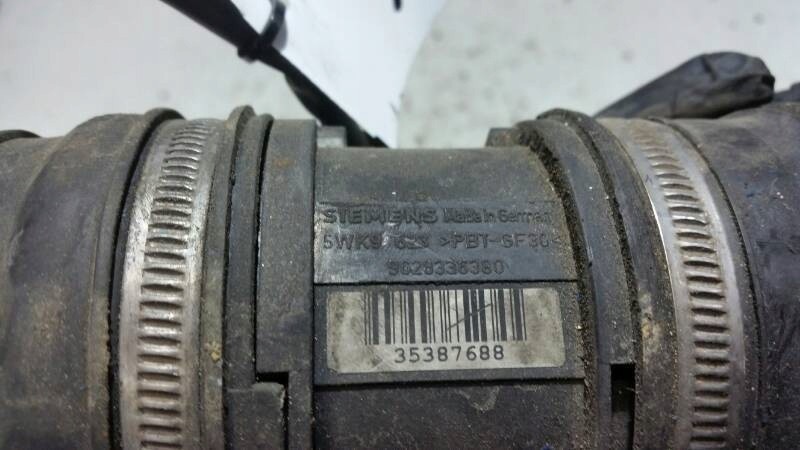 SIEMENS Made in Germany
5WK9 623 >PBT-GF30<
9628336380
35387688